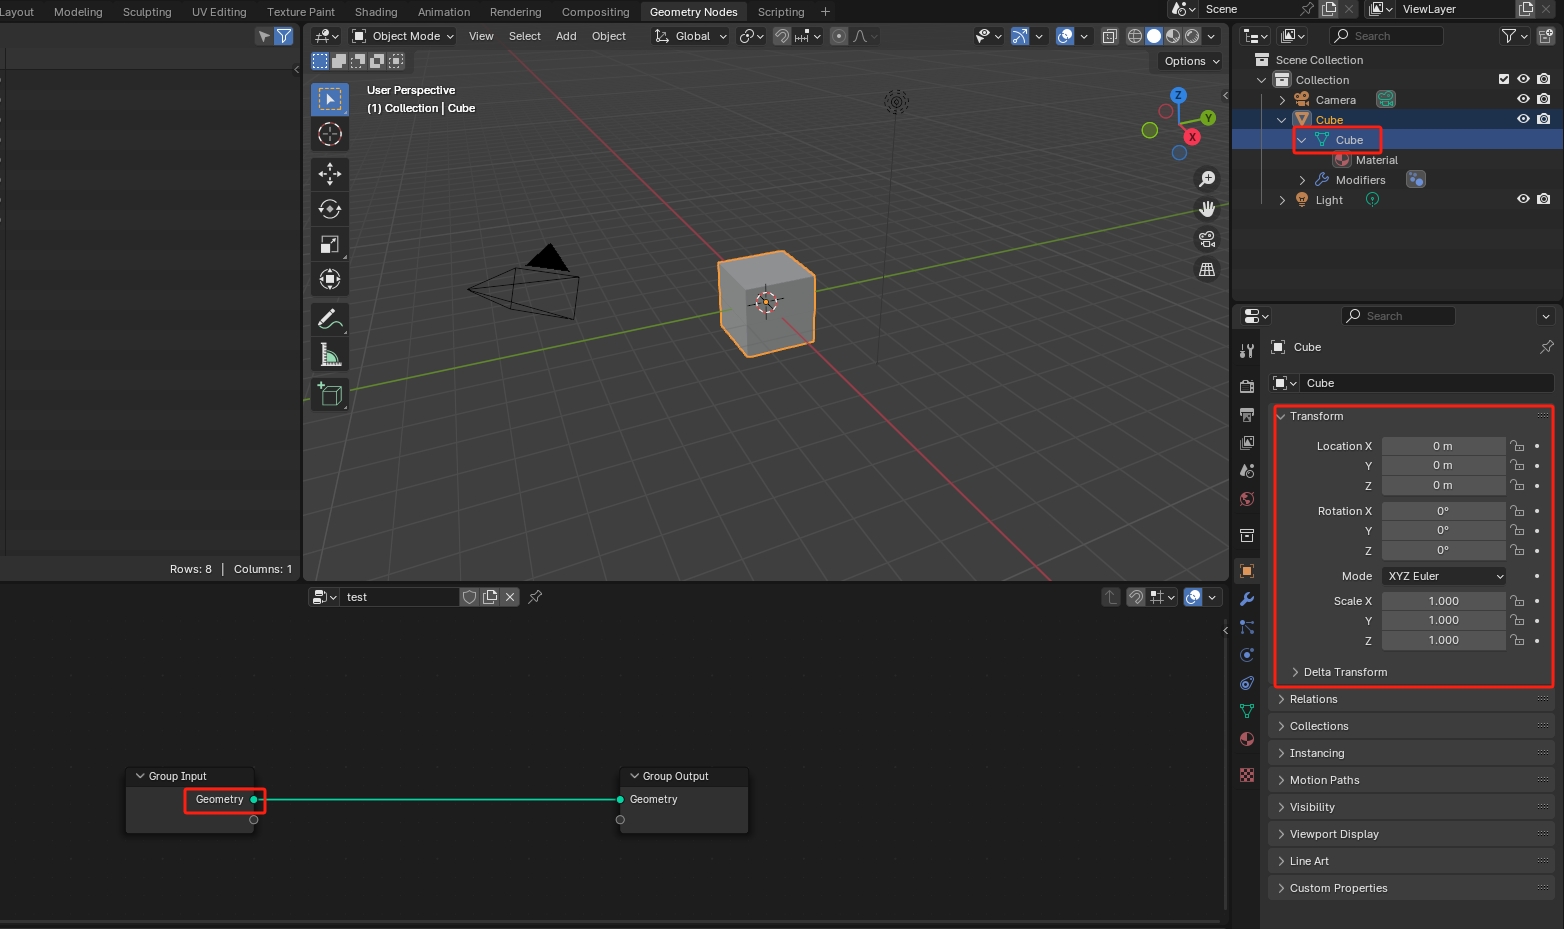 Layout Modeling Sculpting UV Editing Texture Paint Shading Animation Rendering Compositing Geometry Nodes Scripting +
Scene
ViewLayer
Object Mode View Select Add Object Global
Options
User Perspective
(1) Collection | Cube
Z
Y
X
Rows: 8 | Columns: 1
Search
Scene Collection
Collection
Camera
Cube
Cube
Material
Modifiers
Light
Search
Cube
Cube
Transform
Location X 0 m
Y 0 m
Z 0 m
Rotation X 0°
Y 0°
Z 0°
Mode XYZ Euler
Scale X 1.000
Y 1.000
Z 1.000
Delta Transform
Relations
Collections
Instancing
Motion Paths
Visibility
Viewport Display
Line Art
Custom Properties
test
Group Input
Geometry
Group Output
Geometry